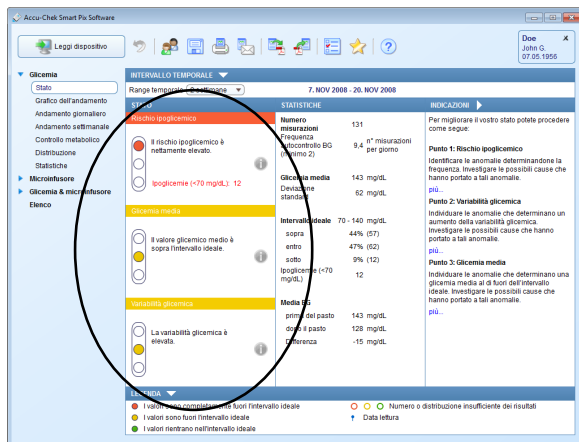 Accu-Chek Smart Pix Software
Leggi dispositivo
Doe
John G.
07.05.1956
Glicemia
Stato
Grafico dell'andamento
Andamento giornaliero
Andamento settimanale
Controllo metabolico
Distribuzione
Statistiche
Microinfusore
Glicemia & microinfusore
Elenco
INTERVALLO TEMPORALE
Range temporale 2 settimane
7. NOV 2008 - 20. NOV 2008
STATO
Rischio ipoglicemico
Il rischio ipoglicemico è
nettamente elevato.
Ipoglicemie (<70 mg/dL): 12
Glicemia media
Il valore glicemico medio è
sopra l'intervallo ideale.
Variabilità glicemica
La variabilità glicemica è
elevata.
STATISTICHE
Numero
misurazioni 131
Frequenza
autocontrollo BG
(minimo 2) 9,4 n° misurazioni
per giorno
Glicemia media 143 mg/dL
Deviazione
standard 62 mg/dL
Intervallo ideale 70 - 140 mg/dL
sopra 44% (57)
entro 47% (62)
sotto 9% (12)
Ipoglicemie (<70
mg/dL) 12
Media BG
prima del pasto 143 mg/dL
dopo il pasto 128 mg/dL
Differenza -15 mg/dL
INDICAZIONI
Per migliorare il vostro stato potete procedere
come segue:
Punto 1: Rischio ipoglicemico
Identificare le anomalie determinandone la
frequenza. Investigare le possibili cause che
hanno portato a tali anomalie.
più...
Punto 2: Variabilità glicemica
Individuare le anomalie che determinano un
aumento della variabilità glicemica.
Investigare le possibili cause che hanno
portato a tali anomalie.
più...
Punto 3: Glicemia media
Individuare le anomalie che determinano una
glicemia media al di fuori dell'intervallo
ideale. Investigare le possibili cause che
hanno portato a tali anomalie.
più...
LEGENDA
I valori sono completamente fuori l'intervallo ideale
I valori sono fuori l'intervallo ideale
I valori rientrano nell'intervallo ideale
Numero o distribuzione insufficiente dei risultati
Data lettura